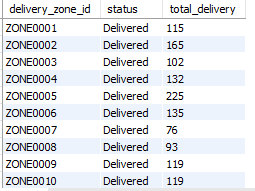 delivery_zone_id status total_delivery
ZONE0001 Delivered 115
ZONE0002 Delivered 165
ZONE0003 Delivered 102
ZONE0004 Delivered 132
ZONE0005 Delivered 225
ZONE0006 Delivered 135
ZONE0007 Delivered 76
ZONE0008 Delivered 93
ZONE0009 Delivered 119
ZONE0010 Delivered 119